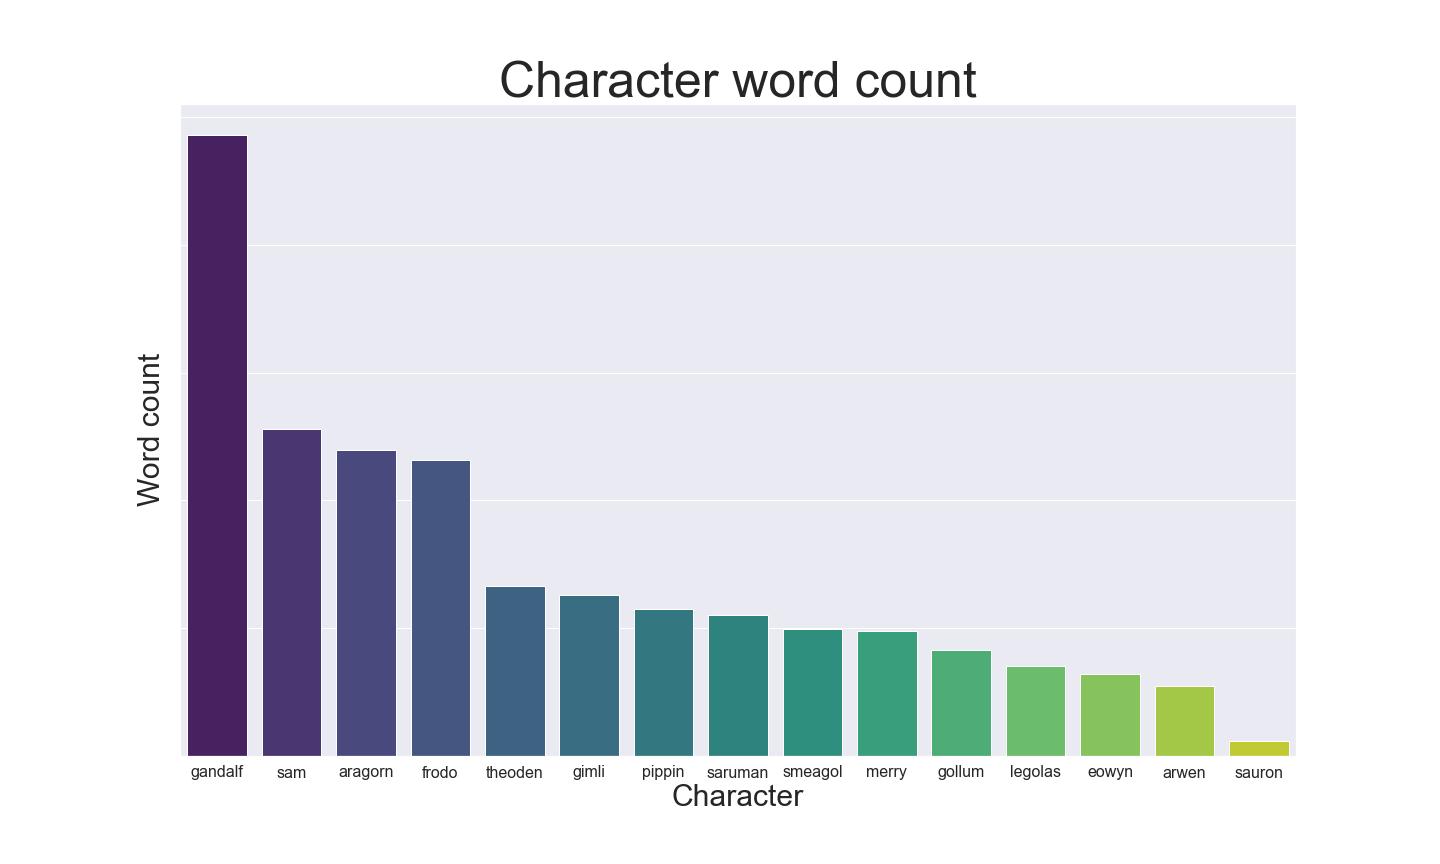 Character word count
Word count
gandalf sam aragorn frodo theoden gimli pippin saruman smeagol merry gollum legolas eowyn arwen sauron
Character